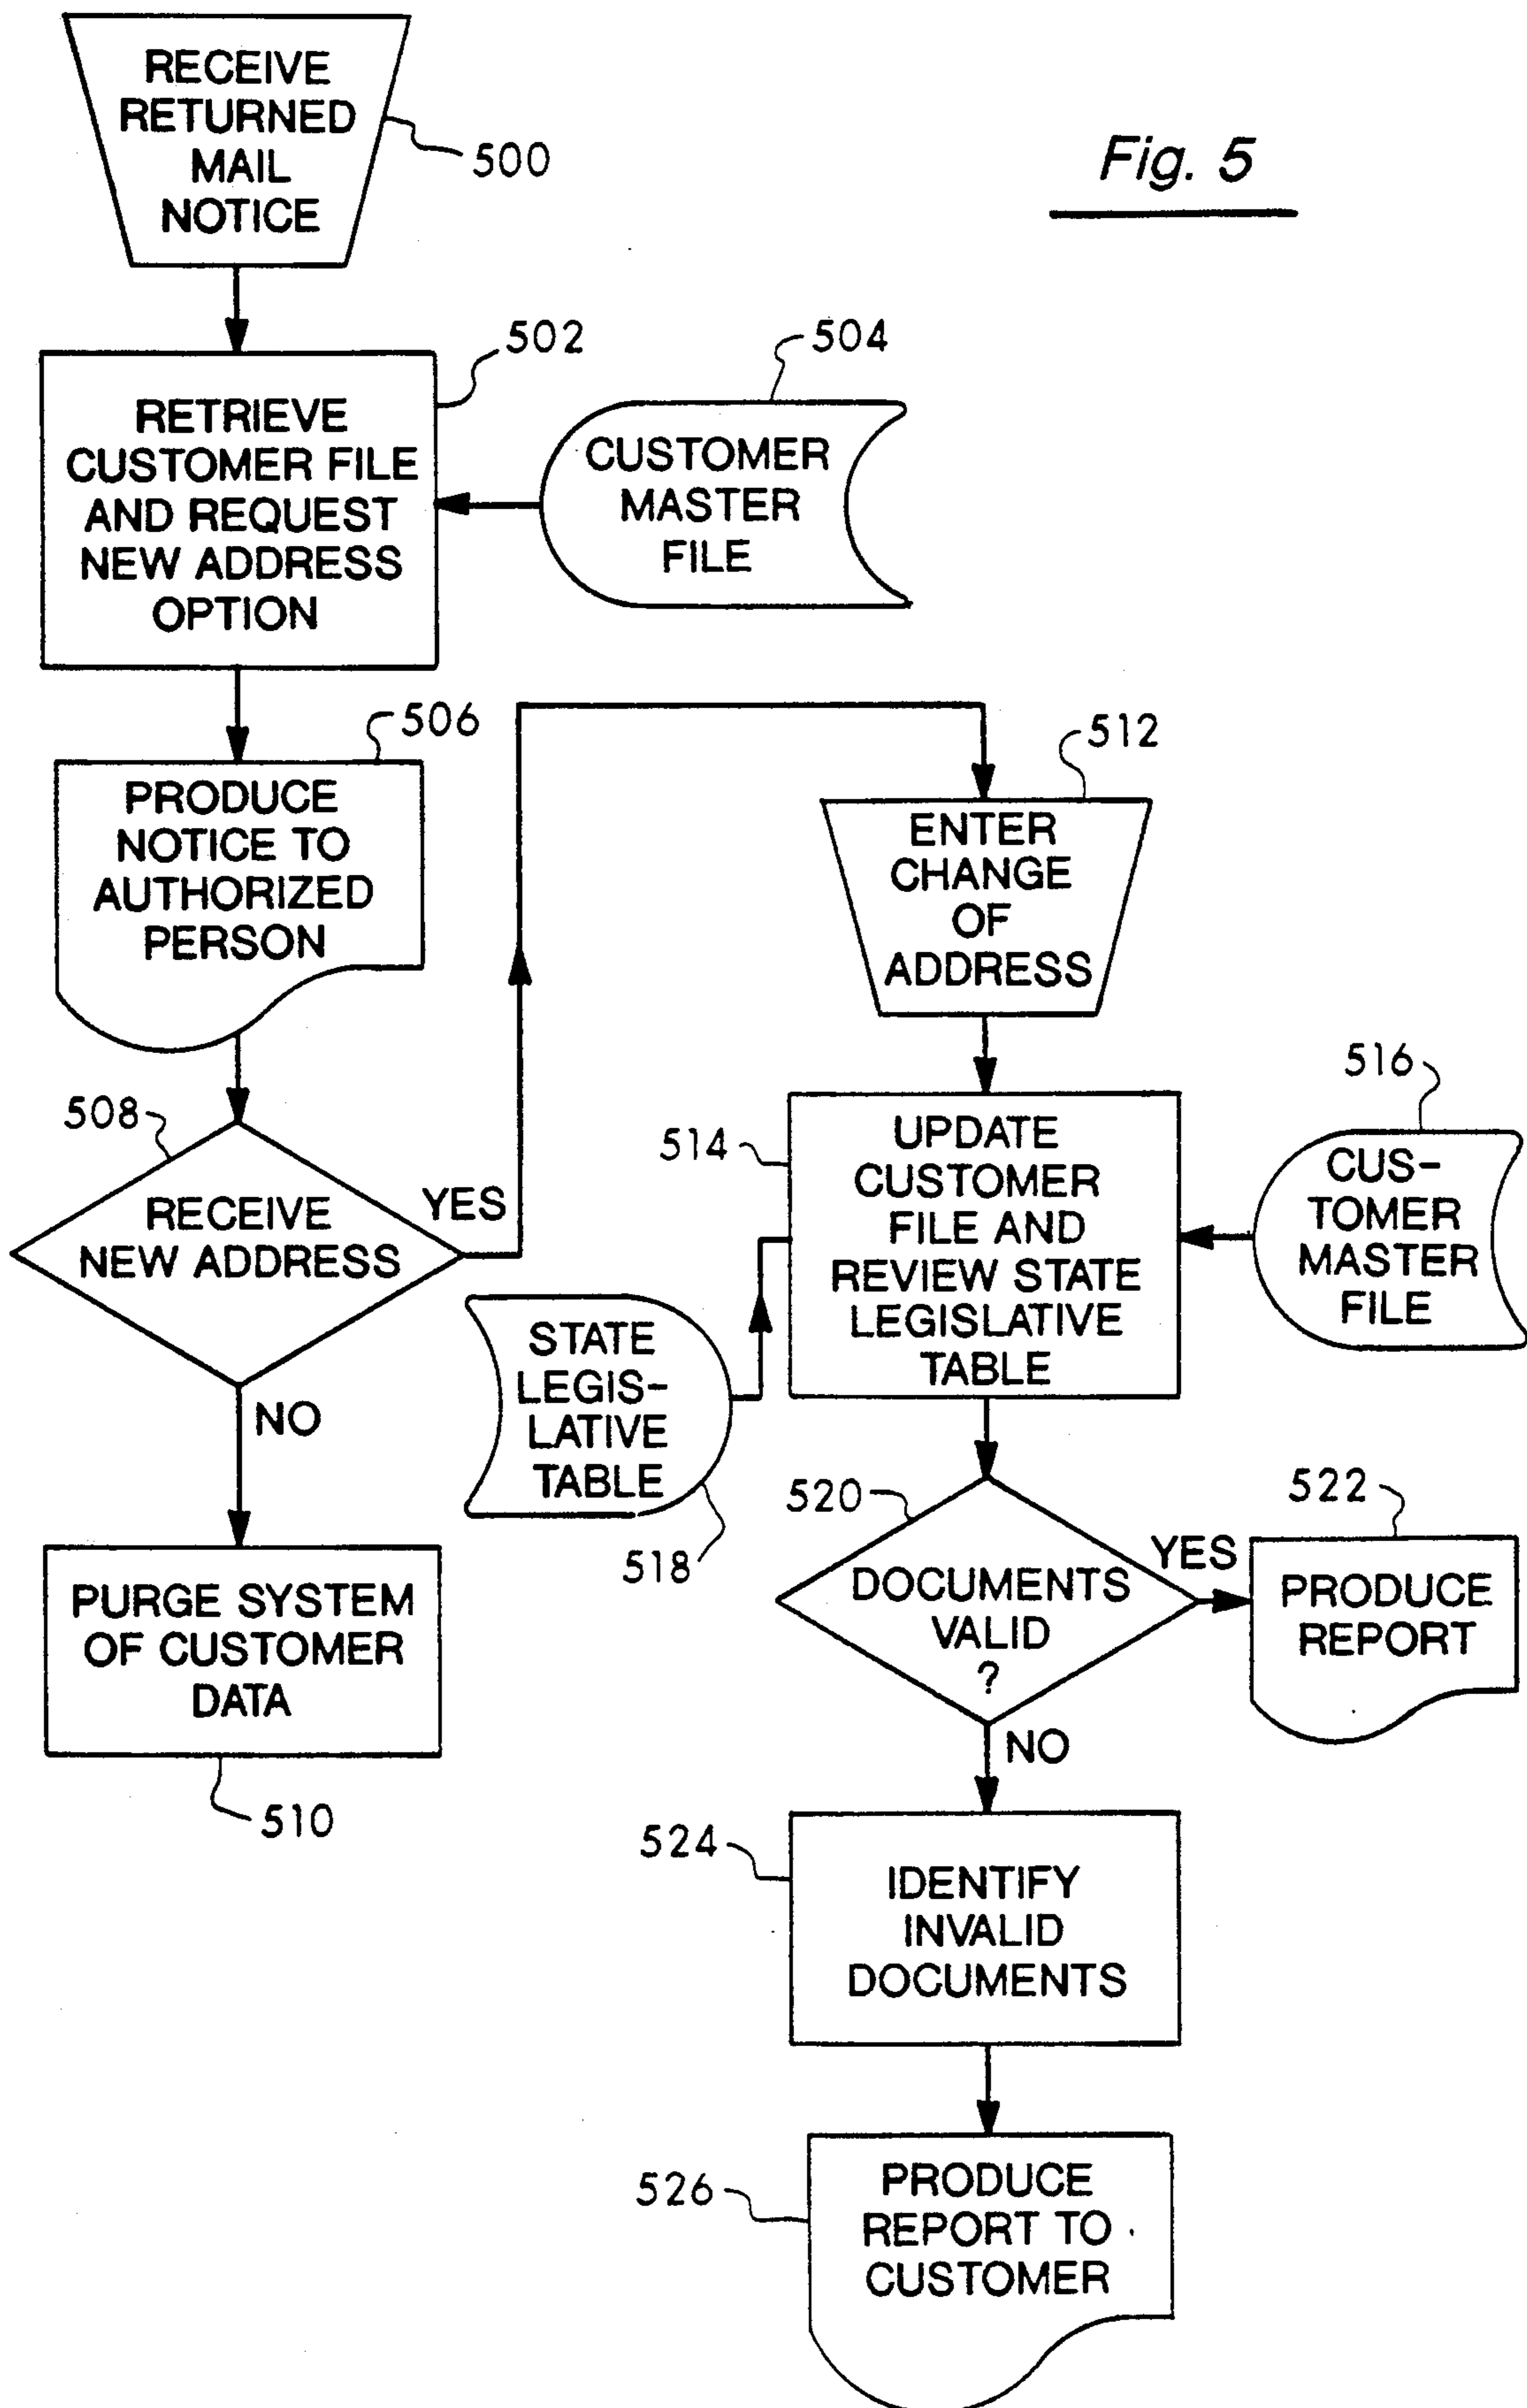 RECEIVE
RETURNED
MAIL
NOTICE
500
Fig. 5
502
RETRIEVE
CUSTOMER FILE
AND REQUEST
NEW ADDRESS
OPTION
504
CUSTOMER
MASTER
FILE
506
PRODUCE
NOTICE TO
AUTHORIZED
PERSON
508
RECEIVE
NEW ADDRESS
YES
NO
PURGE SYSTEM
OF CUSTOMER
DATA
510
512
ENTER
CHANGE
OF
ADDRESS
514
UPDATE
CUSTOMER
FILE AND
REVIEW STATE
LEGISLATIVE
TABLE
516
CUS-
TOMER
MASTER
FILE
STATE
LEGIS-
LATIVE
TABLE
518
520
DOCUMENTS
VALID
?
YES
522
PRODUCE
REPORT
NO
524
IDENTIFY
INVALID
DOCUMENTS
526
PRODUCE
REPORT TO
CUSTOMER